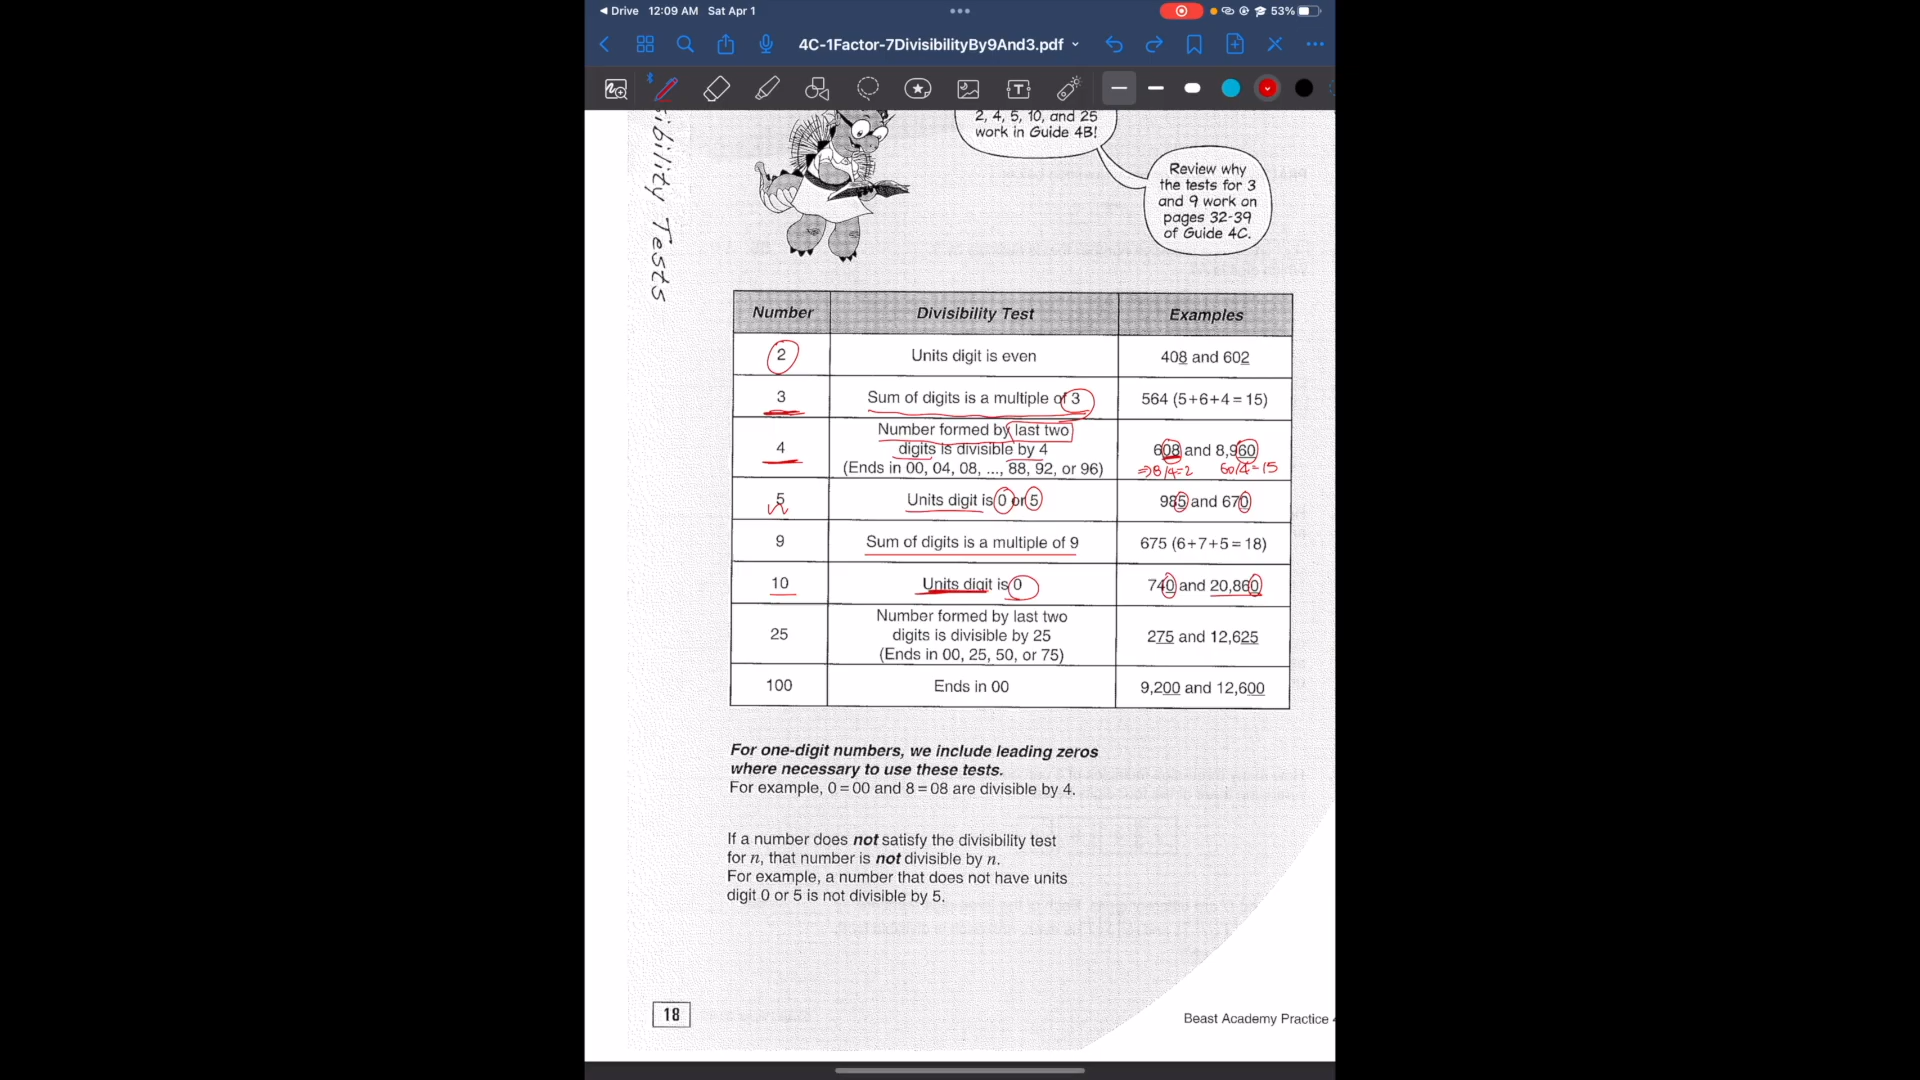 Drive 12:09 AM Sat Apr 1
53%
4C-1Factor-7DivisibilityBy9And3.pdf
2, 4, 5, 10, and 25
work in Guide 4B!
Review why
the tests for 3
and 9 work on
pages 32-39
of Guide 4C.
sibility Tests
Number Divisibility Test Examples
2 Units digit is even 408 and 602
3 Sum of digits is a multiple of 3 564 (5+6+4=15)
4 Number formed by last two
digits is divisible by 4
(Ends in 00, 04, 08, ..., 88, 92, or 96)
608 and 8,960
⇒8/4=2 60/4=15
5 Units digit is 0 or 5 985 and 670
9 Sum of digits is a multiple of 9 675 (6+7+5=18)
10 Units digit is 0 740 and 20,860
25 Number formed by last two
digits is divisible by 25
(Ends in 00, 25, 50, or 75)
275 and 12,625
100 Ends in 00 9,200 and 12,600
For one-digit numbers, we include leading zeros
where necessary to use these tests.
For example, 0=00 and 8=08 are divisible by 4.
If a number does not satisfy the divisibility test
for n, that number is not divisible by n.
For example, a number that does not have units
digit 0 or 5 is not divisible by 5.
18
Beast Academy Practice